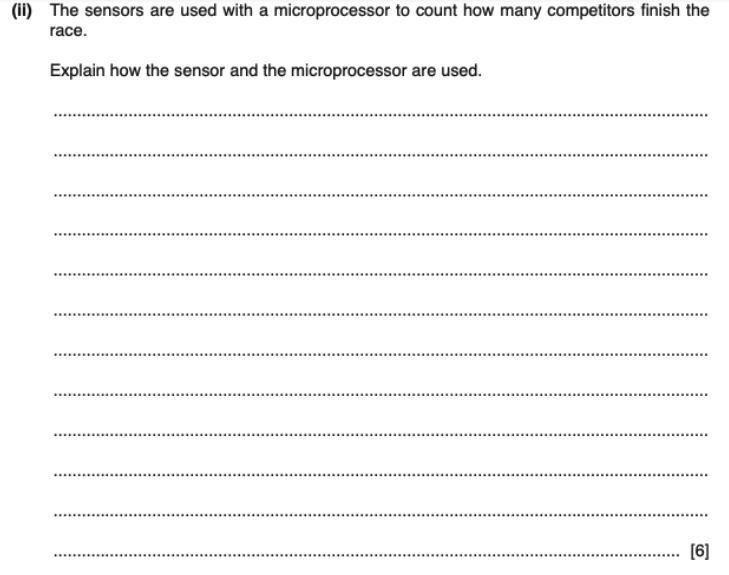 (ii) The sensors are used with a microprocessor to count how many competitors finish the
race.
Explain how the sensor and the microprocessor are used.
[6]